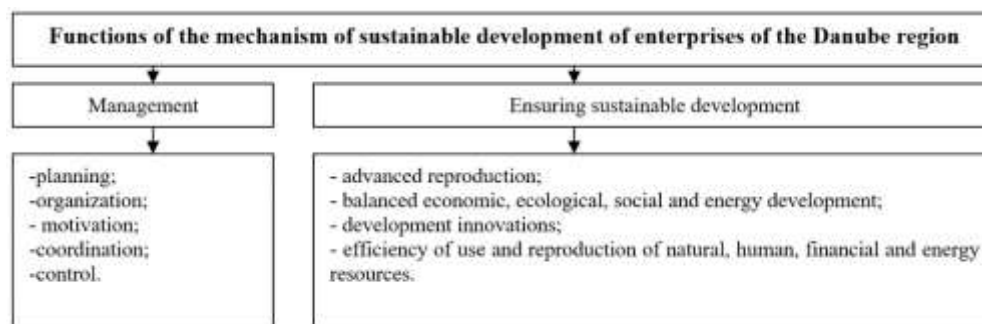 Functions of the mechanism of sustainable development of enterprises of the Danube region
Management
Ensuring sustainable development
-planning;
-organization;
- motivation;
-coordination;
-control.
- advanced reproduction;
- balanced economic, ecological, social and energy development;
- development innovations;
- efficiency of use and reproduction of natural, human, financial and energy
resources.